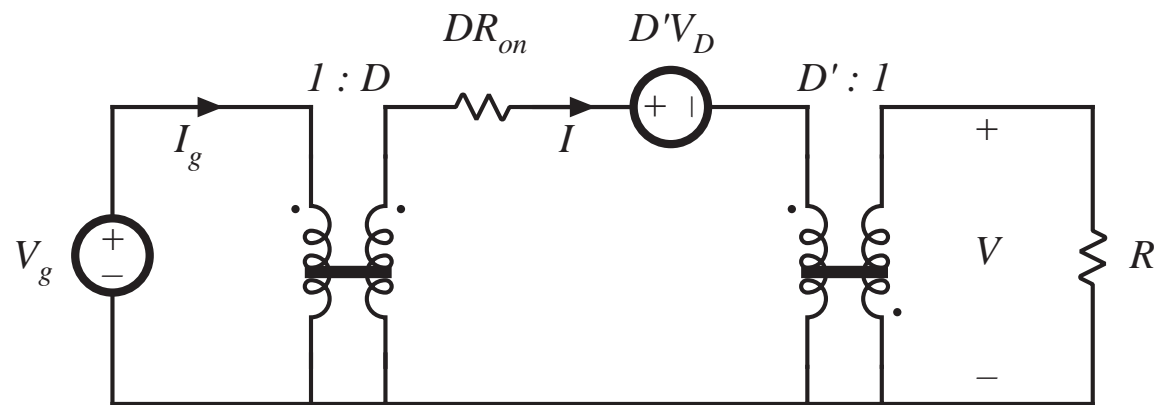 DR_on
D'V_D
1 : D
D' : 1
I_g
I
+ −
+
V_g
+
−
V
R
−